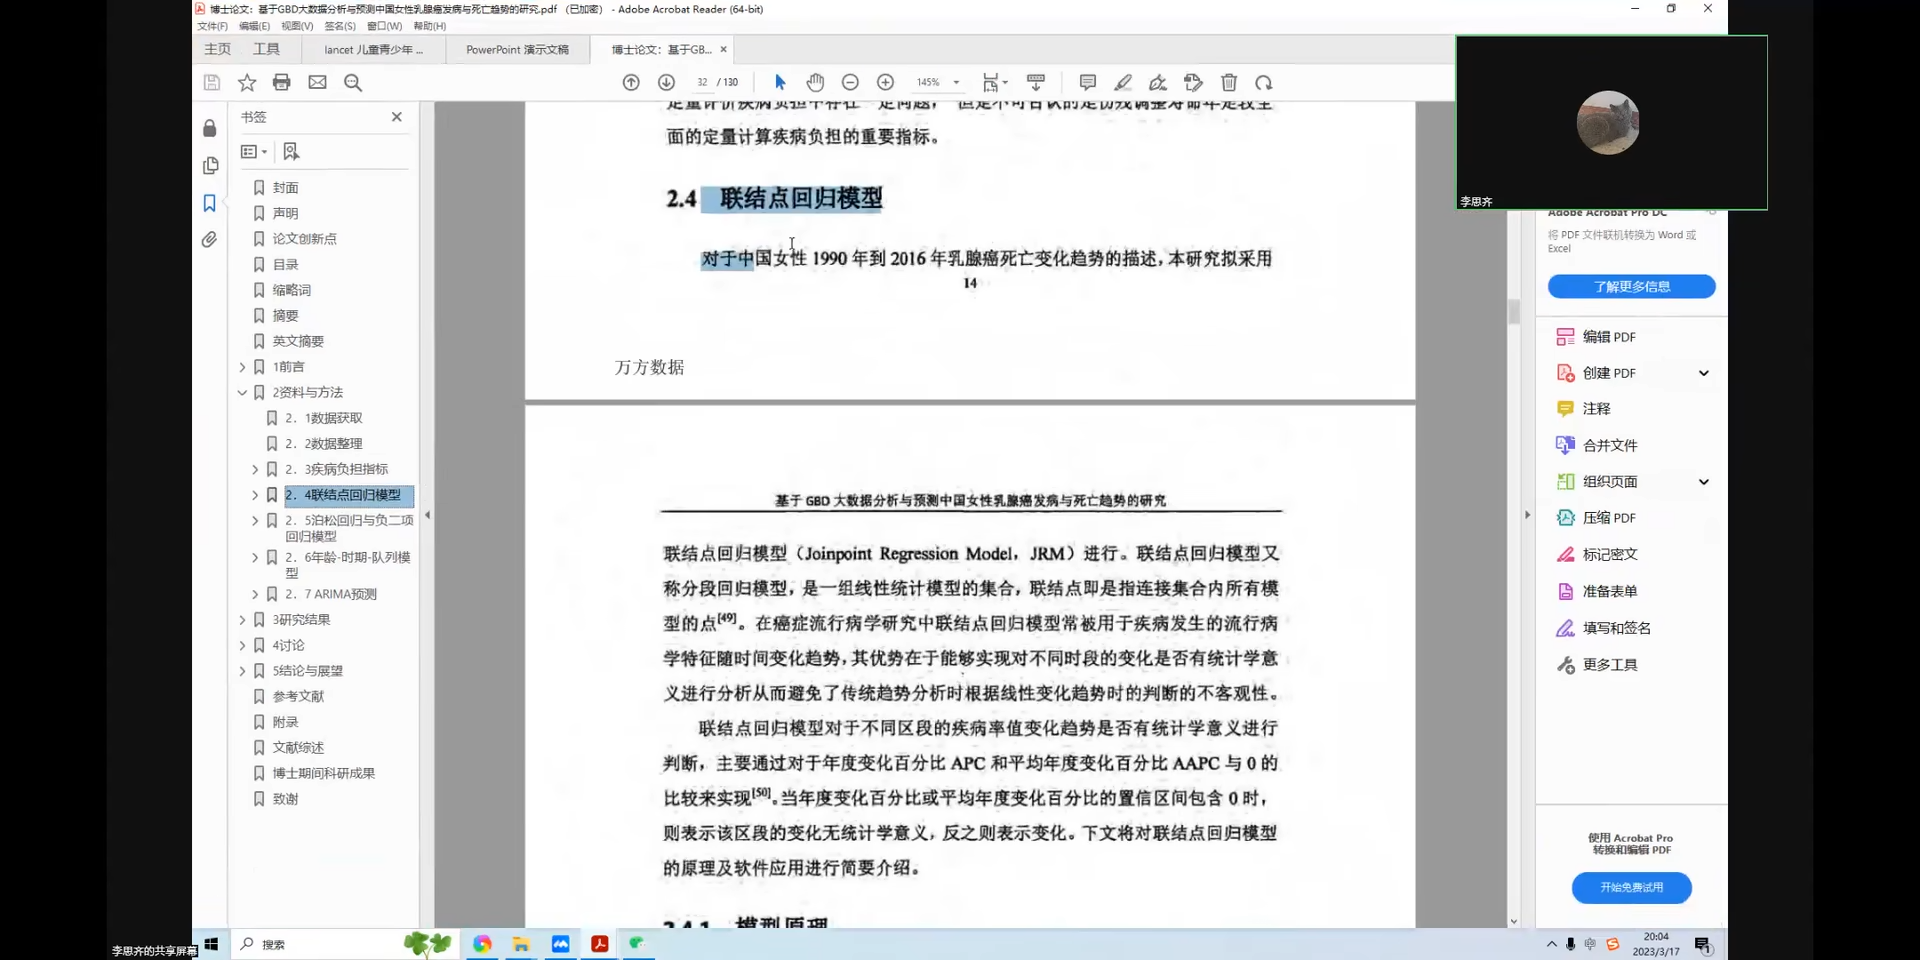 博士论文：基于GBD大数据分析与预测中国女性乳腺癌发病与死亡趋势的研究.pdf （已加密） - Adobe Acrobat Reader (64-bit)
文件(F) 编辑(E) 视图(V) 签名(S) 窗口(W) 帮助(H)
主页 工具 lancet 儿童青少年 ... PowerPoint 演示文稿 博士论文：基于GB... ×
32 / 130 145%
书签
封面
声明
论文创新点
目录
缩略词
摘要
英文摘要
1前言
2资料与方法
2．1数据获取
2．2数据整理
2．3疾病负担指标
2．4联结点回归模型
2．5泊松回归与负二项
回归模型
2．6年龄-时期-队列模
型
2．7 ARIMA预测
3研究结果
4讨论
5结论与展望
参考文献
附录
文献综述
博士期间科研成果
致谢
面的定量计算疾病负担的重要指标。
2.4 联结点回归模型
对于中国女性 1990 年到 2016 年乳腺癌死亡变化趋势的描述，本研究拟采用
14
万方数据
基于 GBD 大数据分析与预测中国女性乳腺癌发病与死亡趋势的研究
联结点回归模型（Joinpoint Regression Model，JRM）进行。联结点回归模型又
称分段回归模型，是一组线性统计模型的集合，联结点即是指连接集合内所有模
型的点[49]。在癌症流行病学研究中联结点回归模型常被用于疾病发生的流行病
学特征随时间变化趋势，其优势在于能够实现对不同时段的变化是否有统计学意
义进行分析从而避免了传统趋势分析时根据线性变化趋势时的判断的不客观性。
联结点回归模型对于不同区段的疾病率值变化趋势是否有统计学意义进行
判断，主要通过对于年度变化百分比 APC 和平均年度变化百分比 AAPC 与 0 的
比较来实现[50]。当年度变化百分比或平均年度变化百分比的置信区间包含 0 时，
则表示该区段的变化无统计学意义，反之则表示变化。下文将对联结点回归模型
的原理及软件应用进行简要介绍。
2.4.1 模型原理
李思齐
Adobe Acrobat Pro DC
将 PDF 文件联机转换为 Word 或
Excel
了解更多信息
编辑 PDF
创建 PDF
注释
合并文件
组织页面
压缩 PDF
标记密文
准备表单
填写和签名
更多工具
使用 Acrobat Pro
转换和编辑 PDF
开始免费试用
李思齐的共享屏幕
搜索
中
20:04
2023/3/17
1